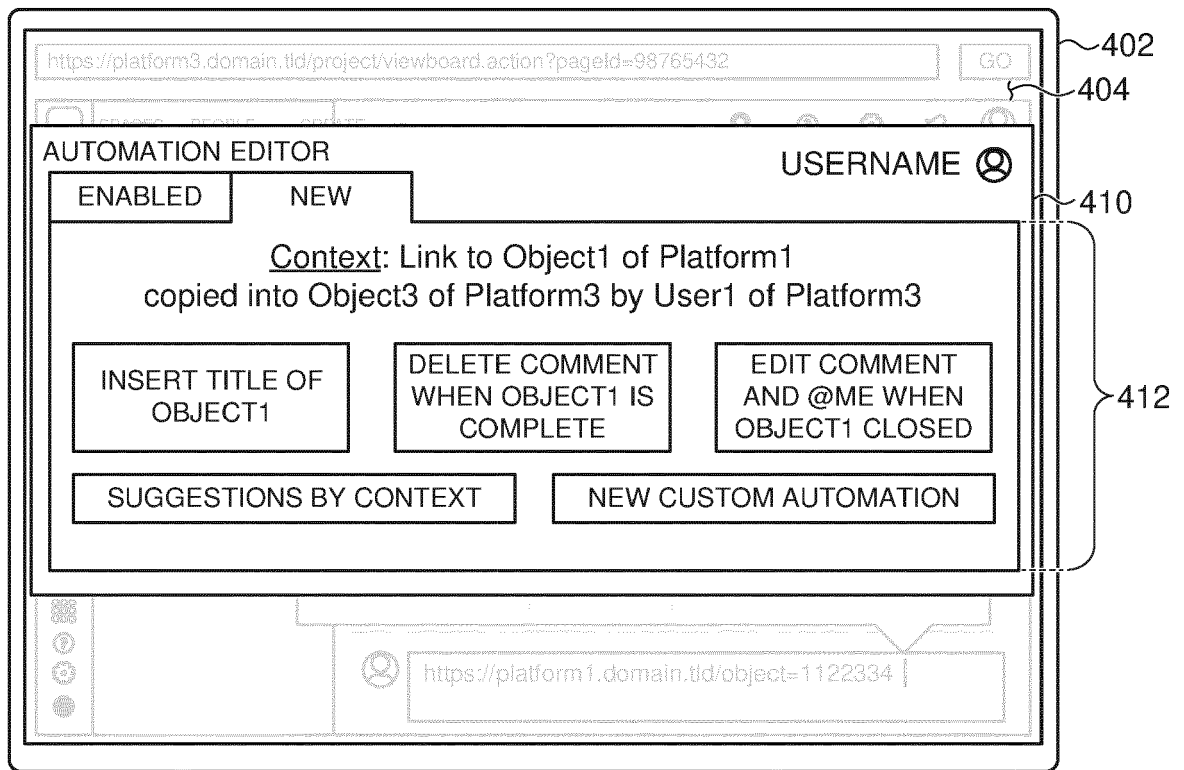 https://platform3.domain.tld/project/viewboard.action?pageId=98765432
GO
402
404
SPACES PEOPLE CREATE
AUTOMATION EDITOR
USERNAME
ENABLED
NEW
410
Context: Link to Object1 of Platform1
copied into Object3 of Platform3 by User1 of Platform3
INSERT TITLE OF
OBJECT1
DELETE COMMENT
WHEN OBJECT1 IS
COMPLETE
EDIT COMMENT
AND @ME WHEN
OBJECT1 CLOSED
412
SUGGESTIONS BY CONTEXT
NEW CUSTOM AUTOMATION
https://platform1.domain.tld/object=1122334